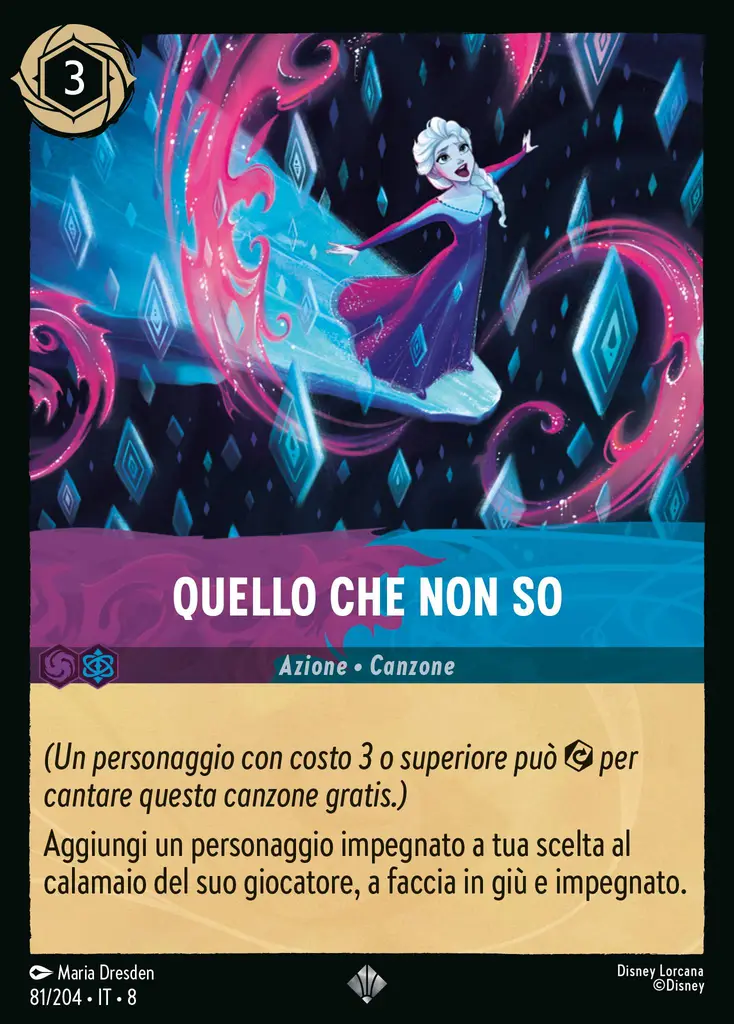 3
QUELLO CHE NON SO
Azione • Canzone
(Un personaggio con costo 3 o superiore può per
cantare questa canzone gratis.)
Aggiungi un personaggio impegnato a tua scelta al
calamaio del suo giocatore, a faccia in giù e impegnato.
Maria Dresden
81/204 • IT • 8
Disney Lorcana
©Disney